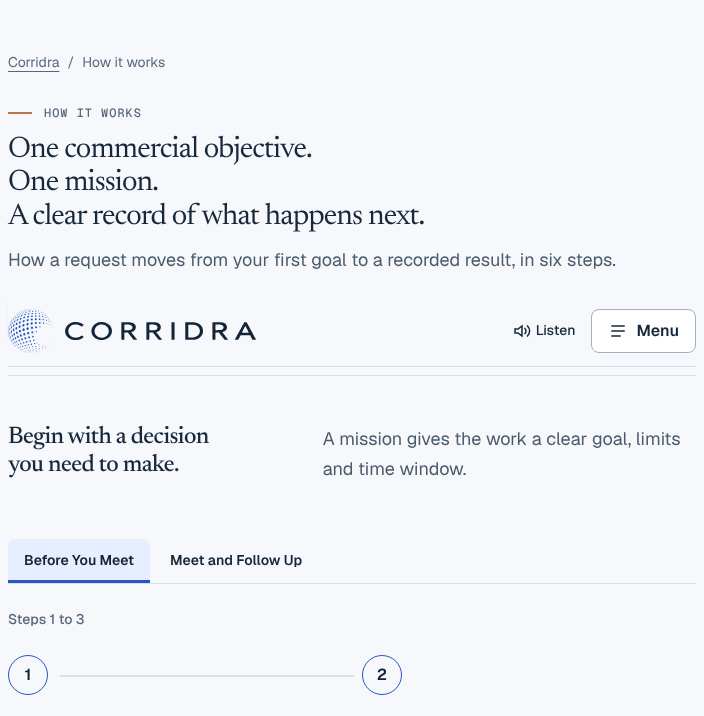 Corridra / How it works
HOW IT WORKS
One commercial objective.
One mission.
A clear record of what happens next.
How a request moves from your first goal to a recorded result, in six steps.
CORRIDRA
Listen
Menu
Begin with a decision
you need to make.
A mission gives the work a clear goal, limits
and time window.
Before You Meet
Meet and Follow Up
Steps 1 to 3
1
2